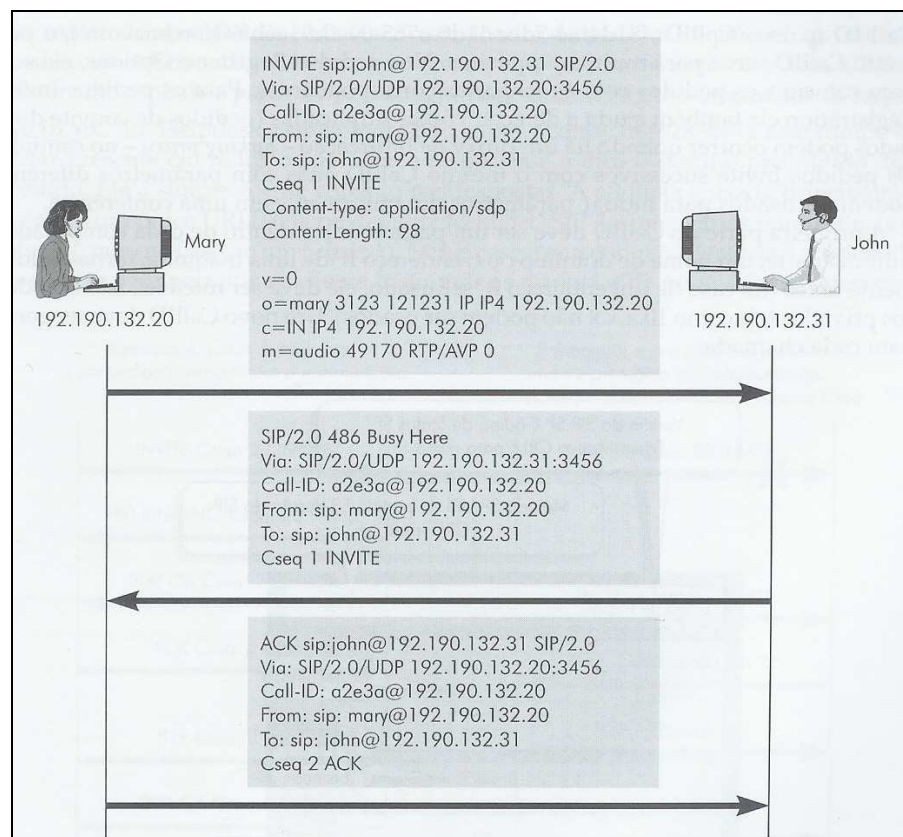 INVITE sip:john@192.190.132.31 SIP/2.0
Via: SIP/2.0/UDP 192.190.132.20:3456
Call-ID: a2e3a@192.190.132.20
From: sip: mary@192.190.132.20
To: sip: john@192.190.132.31
Cseq 1 INVITE
Content-type: application/sdp
Content-Length: 98
v=0
o=mary 3123 121231 IP IP4 192.190.132.20
c=IN IP4 192.190.132.20
m=audio 49170 RTP/AVP 0
Mary
192.190.132.20
John
192.190.132.31
SIP/2.0 486 Busy Here
Via: SIP/2.0/UDP 192.190.132.31:3456
Call-ID: a2e3a@192.190.132.20
From: sip: mary@192.190.132.20
To: sip: john@192.190.132.31
Cseq 1 INVITE
ACK sip:john@192.190.132.31 SIP/2.0
Via: SIP/2.0/UDP 192.190.132.20:3456
Call-ID: a2e3a@192.190.132.20
From: sip: mary@192.190.132.20
To: sip: john@192.190.132.31
Cseq 2 ACK